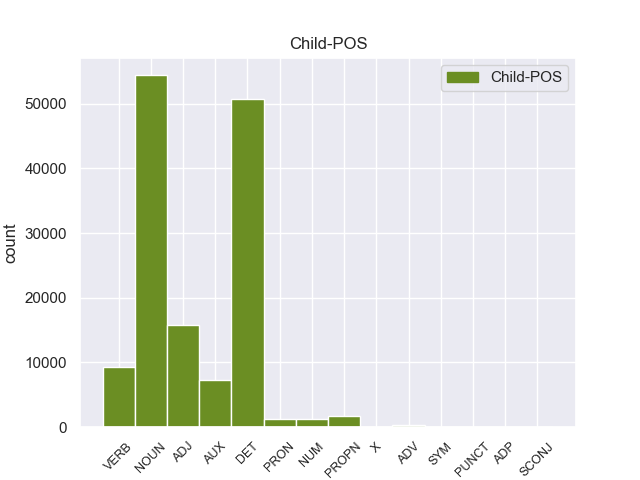 Child-POS
Child-POS
50000
40000
30000
20000
10000
0
count
VERB
NOUN
ADJ
AUX
DET
PRON
NUM
PROPN
X
ADV
SYM
PUNCT
ADP
SCONJ